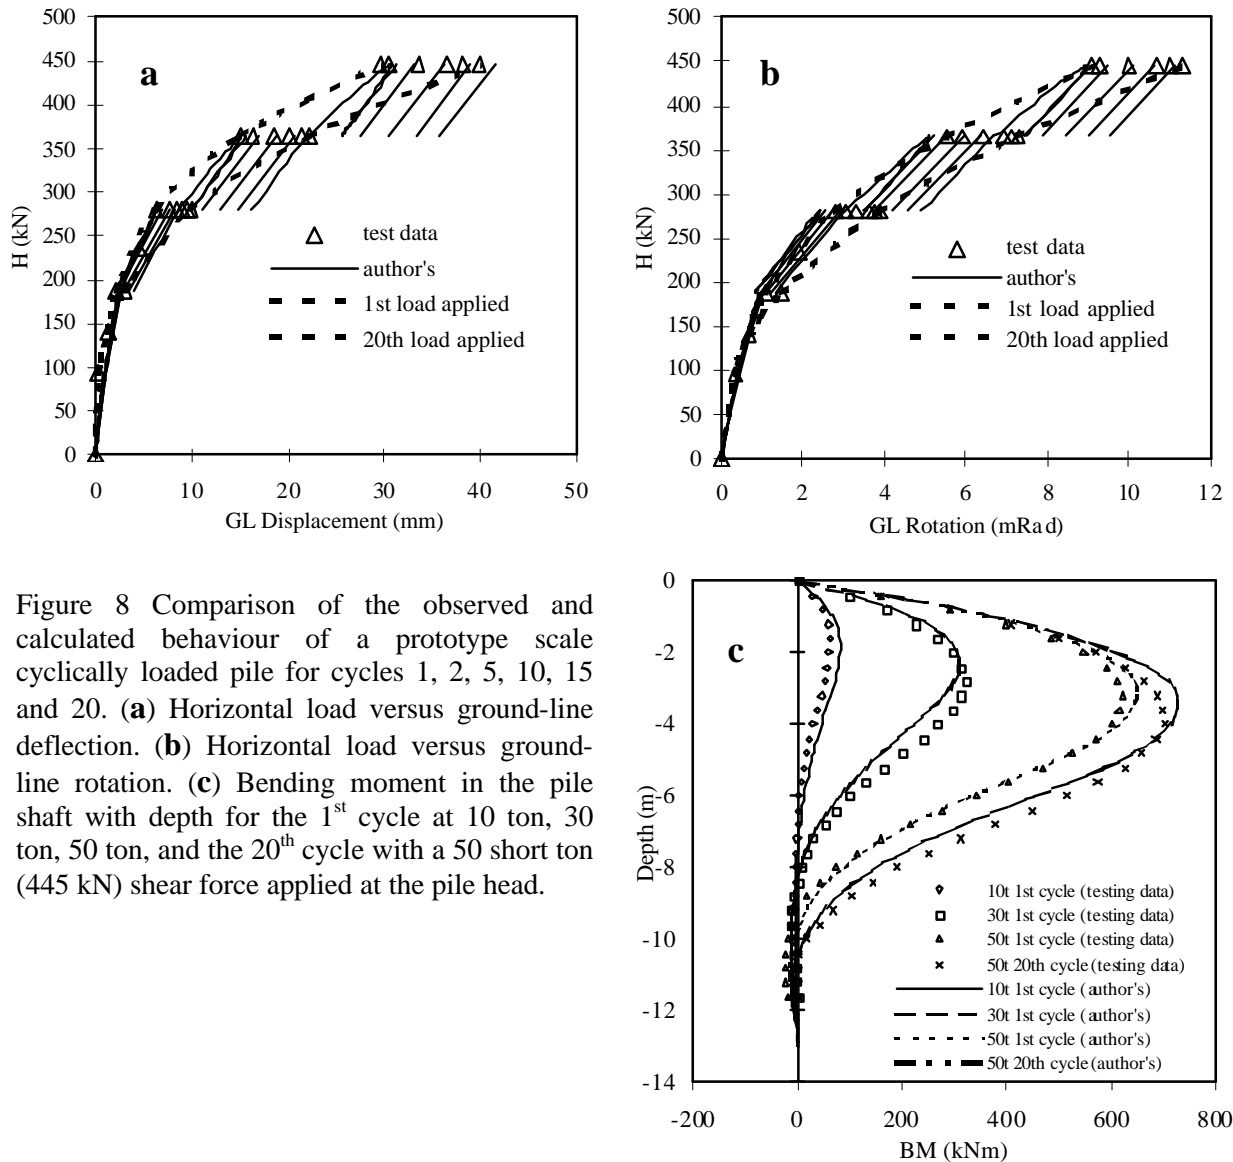 500
450
400
350
300
250
200
150
100
50
0
H (kN)
a
test data
author's
1st load applied
20th load applied
0 10 20 30 40 50
GL Displacement (mm)
500
450
400
350
300
250
200
150
100
50
0
H (kN)
b
test data
author's
1st load applied
20th load applied
0 2 4 6 8 10 12
GL Rotation (mRad)
Figure 8 Comparison of the observed and
calculated behaviour of a prototype scale
cyclically loaded pile for cycles 1, 2, 5, 10, 15
and 20. (a) Horizontal load versus ground-line
deflection. (b) Horizontal load versus ground-
line rotation. (c) Bending moment in the pile
shaft with depth for the 1st cycle at 10 ton, 30
ton, 50 ton, and the 20th cycle with a 50 short ton
(445 kN) shear force applied at the pile head.
0
-2
-4
-6
-8
-10
-12
-14
Depth (m)
c
10t 1st cycle (testing data)
30t 1st cycle (testing data)
50t 1st cycle (testing data)
50t 20th cycle (testing data)
10t 1st cycle (author's)
30t 1st cycle (author's)
50t 1st cycle (author's)
50t 20th cycle (author's)
-200 0 200 400 600 800
BM (kNm)